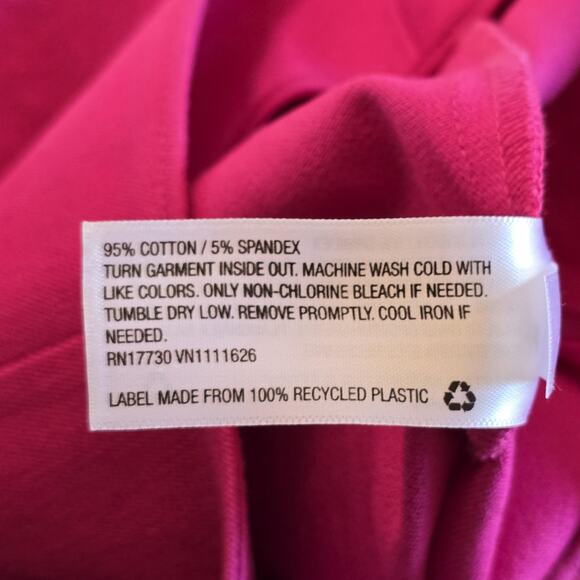 95% COTTON / 5% SPANDEX
TURN GARMENT INSIDE OUT. MACHINE WASH COLD WITH
LIKE COLORS. ONLY NON-CHLORINE BLEACH IF NEEDED.
TUMBLE DRY LOW. REMOVE PROMPTLY. COOL IRON IF
NEEDED.
RN17730 VN1111626
LABEL MADE FROM 100% RECYCLED PLASTIC